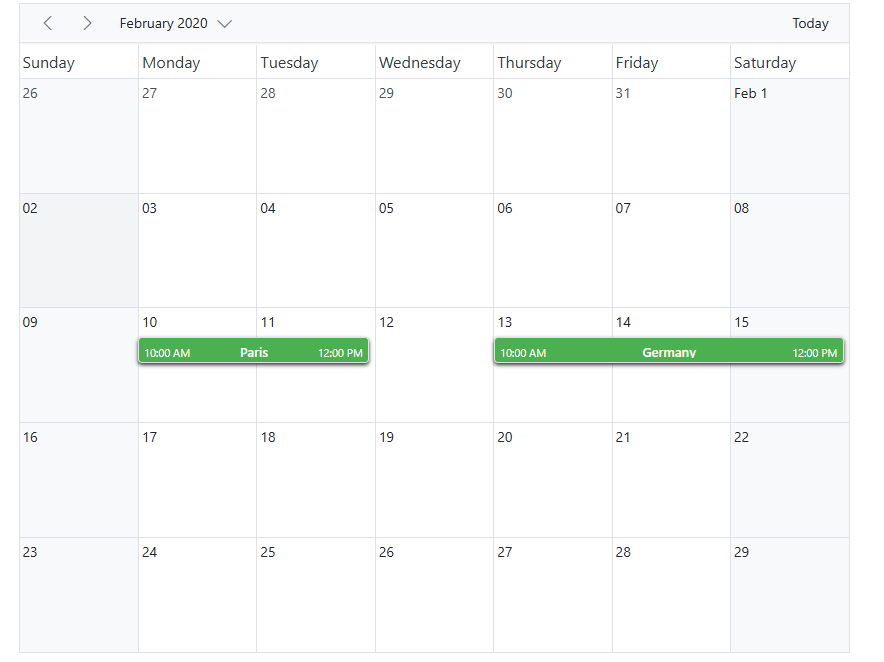 February 2020 Today
Sunday Monday Tuesday Wednesday Thursday Friday Saturday
26 27 28 29 30 31 Feb 1
02 03 04 05 06 07 08
09 10 11 12 13 14 15
10:00 AM Paris 12:00 PM 10:00 AM Germany 12:00 PM
16 17 18 19 20 21 22
23 24 25 26 27 28 29